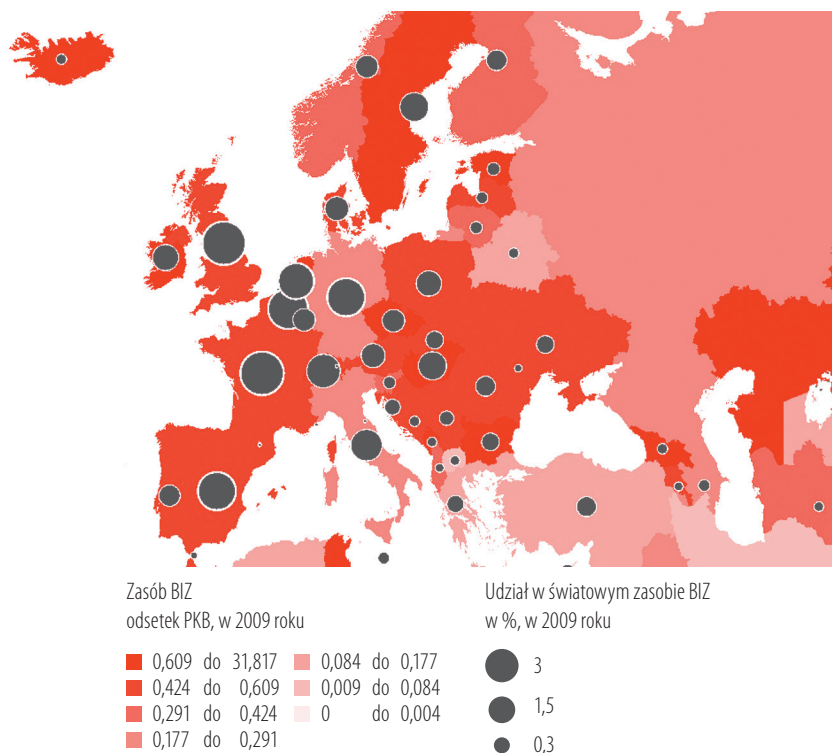 Zasób BIZ
odsetek PKB, w 2009 roku
0,609 do 31,817
0,424 do 0,609
0,291 do 0,424
0,177 do 0,291
0,084 do 0,177
0,009 do 0,084
0 do 0,004
Udział w światowym zasobie BIZ
w %, w 2009 roku
3
1,5
0,3